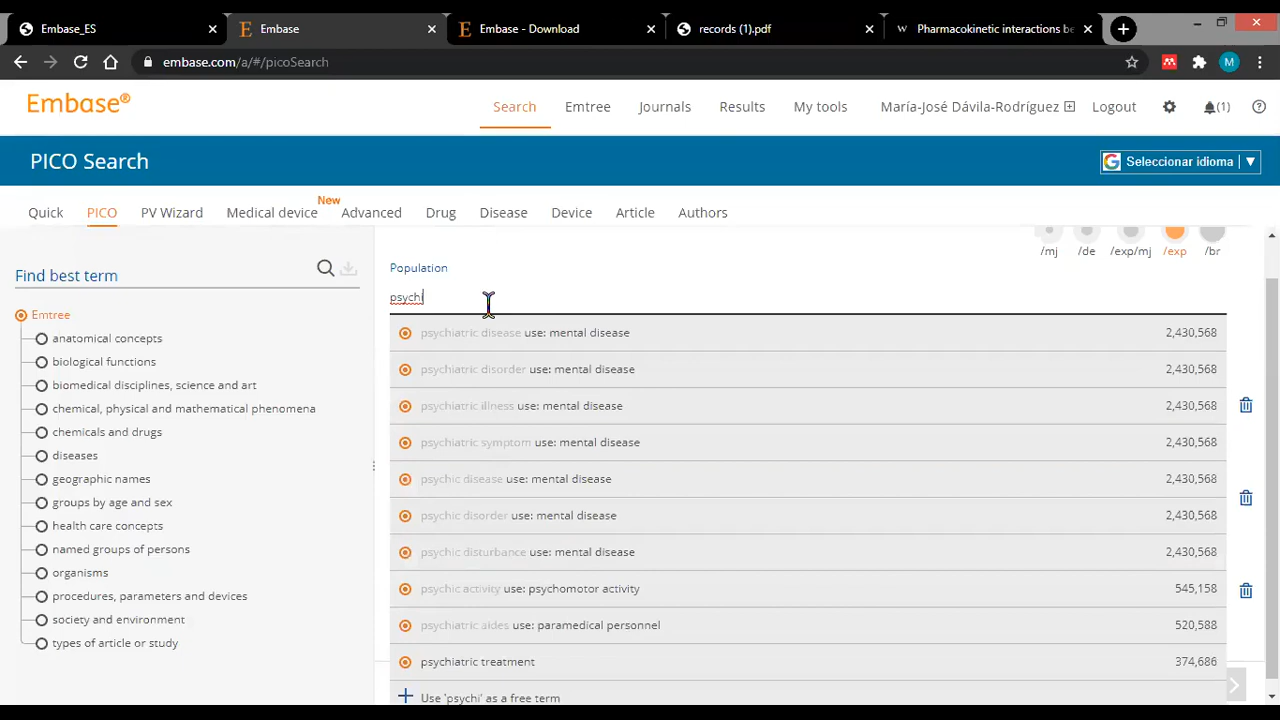 Embase_ES
Embase
Embase - Download
records (1).pdf
Pharmacokinetic interactions be
embase.com/a/#/picoSearch
M
Embase®
Search
Emtree
Journals
Results
My tools
María-José Dávila-Rodríguez
Logout
(1)
PICO Search
Seleccionar idioma
Quick
PICO
PV Wizard
Medical device
New
Advanced
Drug
Disease
Device
Article
Authors
Find best term
Emtree
anatomical concepts
biological functions
biomedical disciplines, science and art
chemical, physical and mathematical phenomena
chemicals and drugs
diseases
geographic names
groups by age and sex
health care concepts
named groups of persons
organisms
procedures, parameters and devices
society and environment
types of article or study
/mj /de /exp/mj /exp /br
Population
psychi
psychiatric disease use: mental disease 2,430,568
psychiatric disorder use: mental disease 2,430,568
psychiatric illness use: mental disease 2,430,568
psychiatric symptom use: mental disease 2,430,568
psychic disease use: mental disease 2,430,568
psychic disorder use: mental disease 2,430,568
psychic disturbance use: mental disease 2,430,568
psychic activity use: psychomotor activity 545,158
psychiatric aides use: paramedical personnel 520,588
psychiatric treatment 374,686
Use 'psychi' as a free term